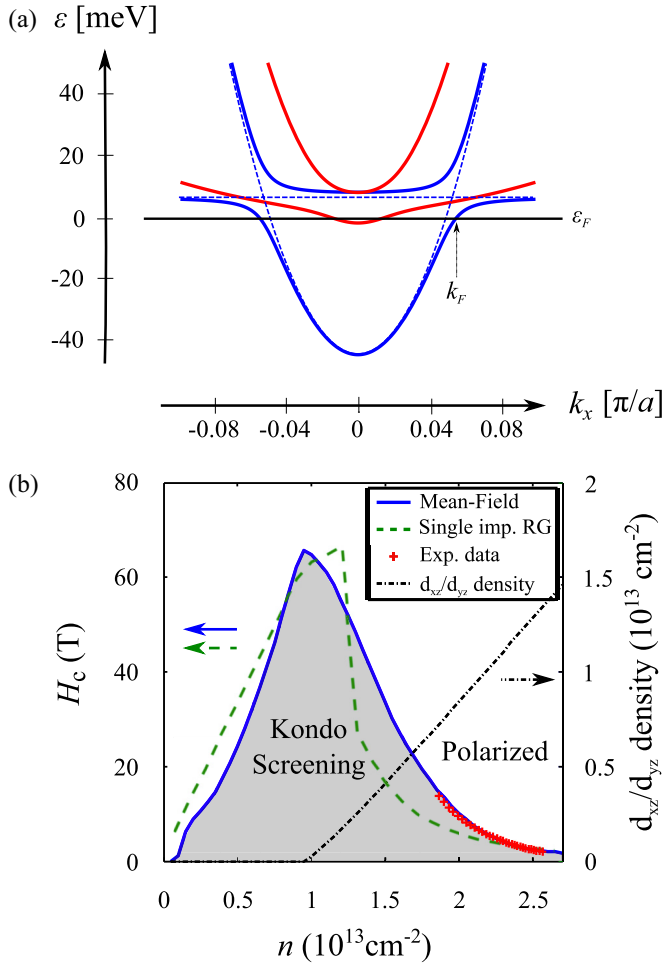 (a) ε [meV]
40
20
0
-20
-40
ε_F
k_F
-0.08 -0.04 0 0.04 0.08
k_x [π/a]
(b)
80
60
40
20
0
H_c (T)
Mean-Field
Single imp. RG
Exp. data
d_xz/d_yz density
Kondo
Screening
Polarized
2
1.5
1
0.5
0
d_xz/d_yz density (10^13 cm^-2)
0 0.5 1 1.5 2 2.5
n (10^13cm^-2)